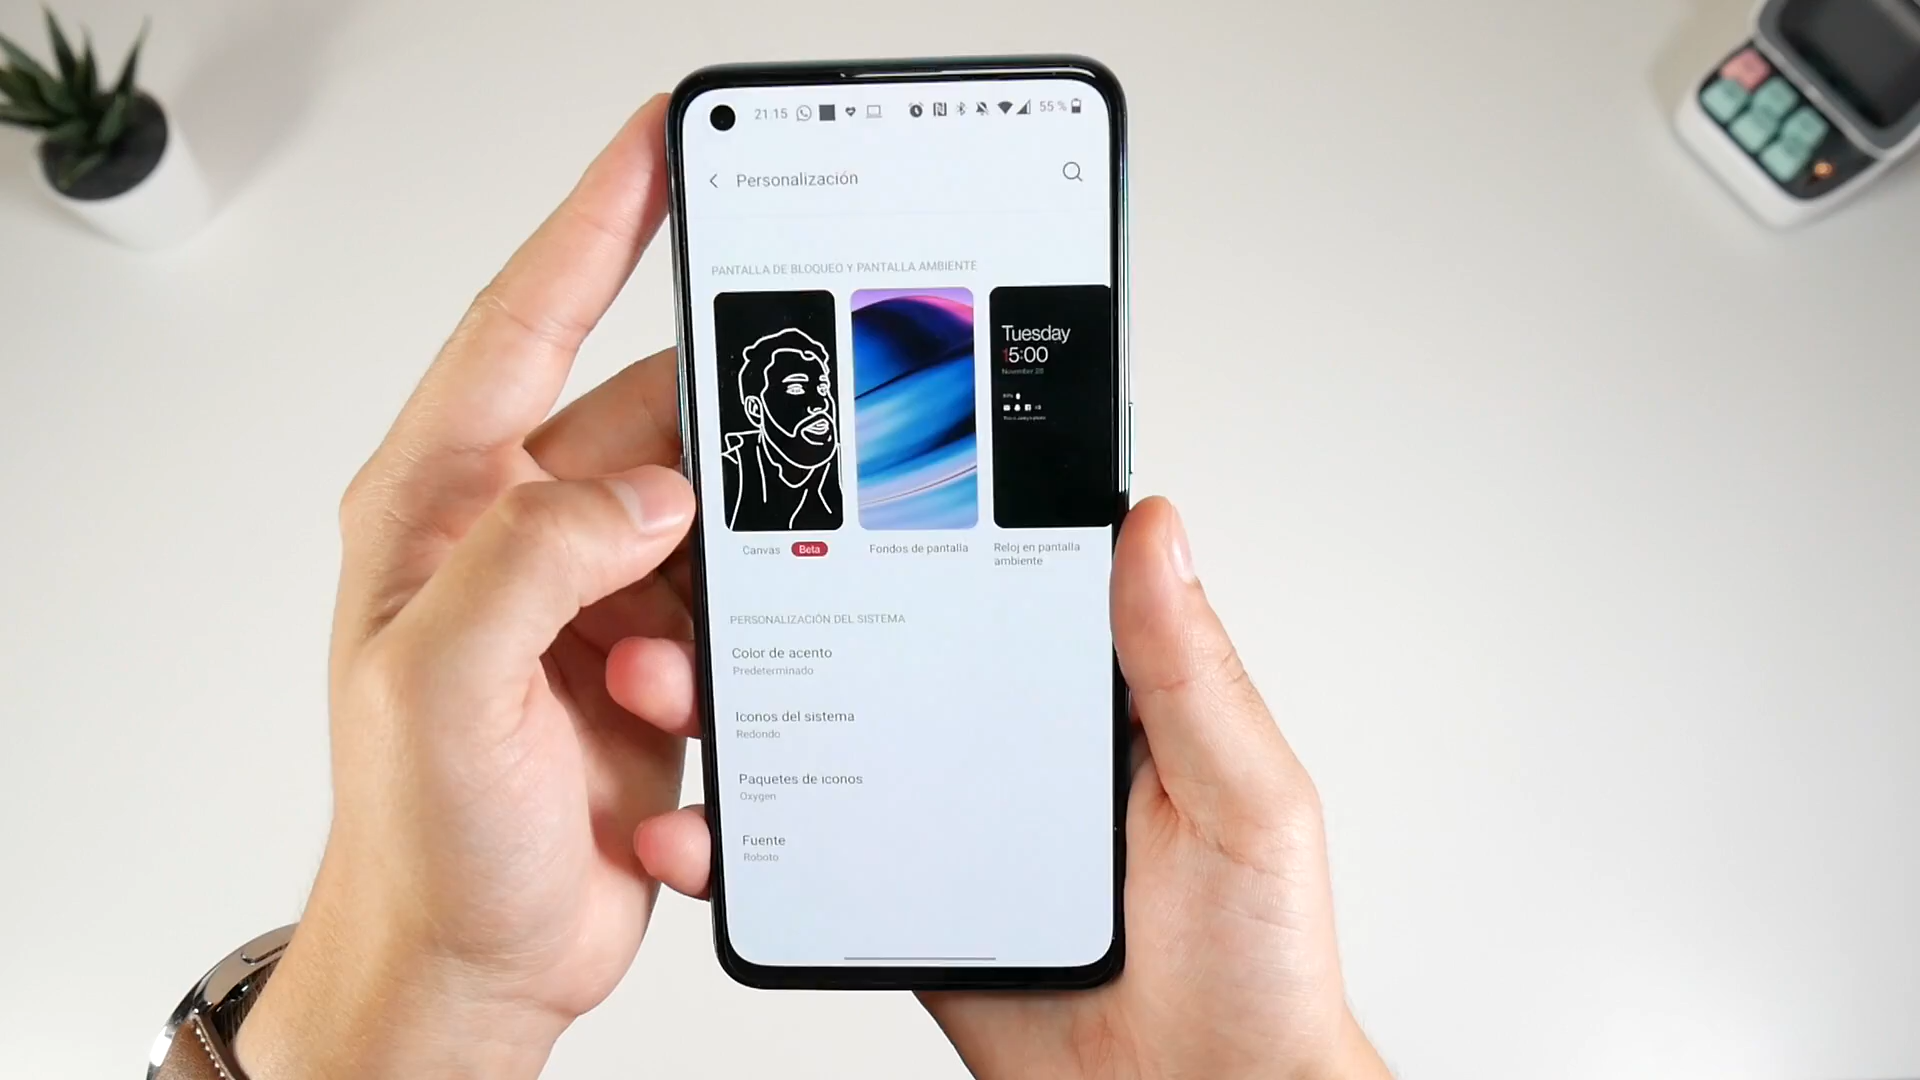 21:15 55 %
Personalización
PANTALLA DE BLOQUEO Y PANTALLA AMBIENTE
Tuesday
15:00
November 28
Canvas Beta
Fondos de pantalla
Reloj en pantalla
ambiente
PERSONALIZACIÓN DEL SISTEMA
Color de acento
Predeterminado
Iconos del sistema
Redondo
Paquetes de iconos
Oxygen
Fuente
Roboto